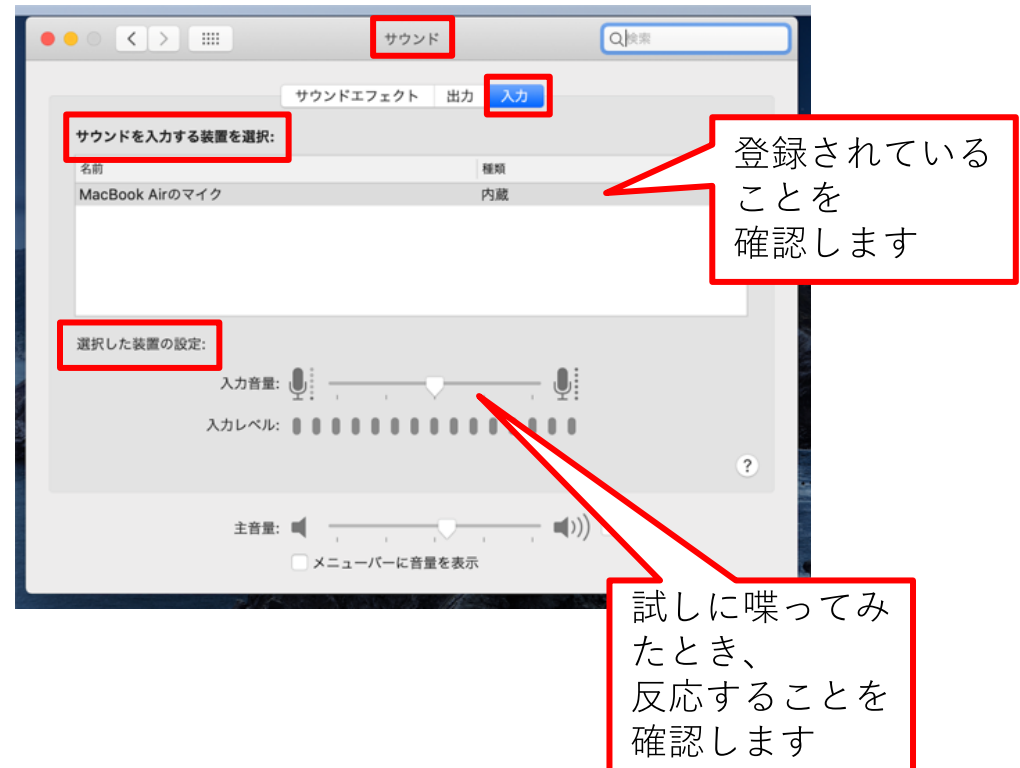 サウンド
検索
サウンドエフェクト 出力 入力
サウンドを入力する装置を選択:
名前 種類
MacBook Airのマイク 内蔵
登録されている
ことを
確認します
選択した装置の設定:
入力音量:
入力レベル:
?
主音量:
メニューバーに音量を表示
試しに喋ってみ
たとき、
反応することを
確認します